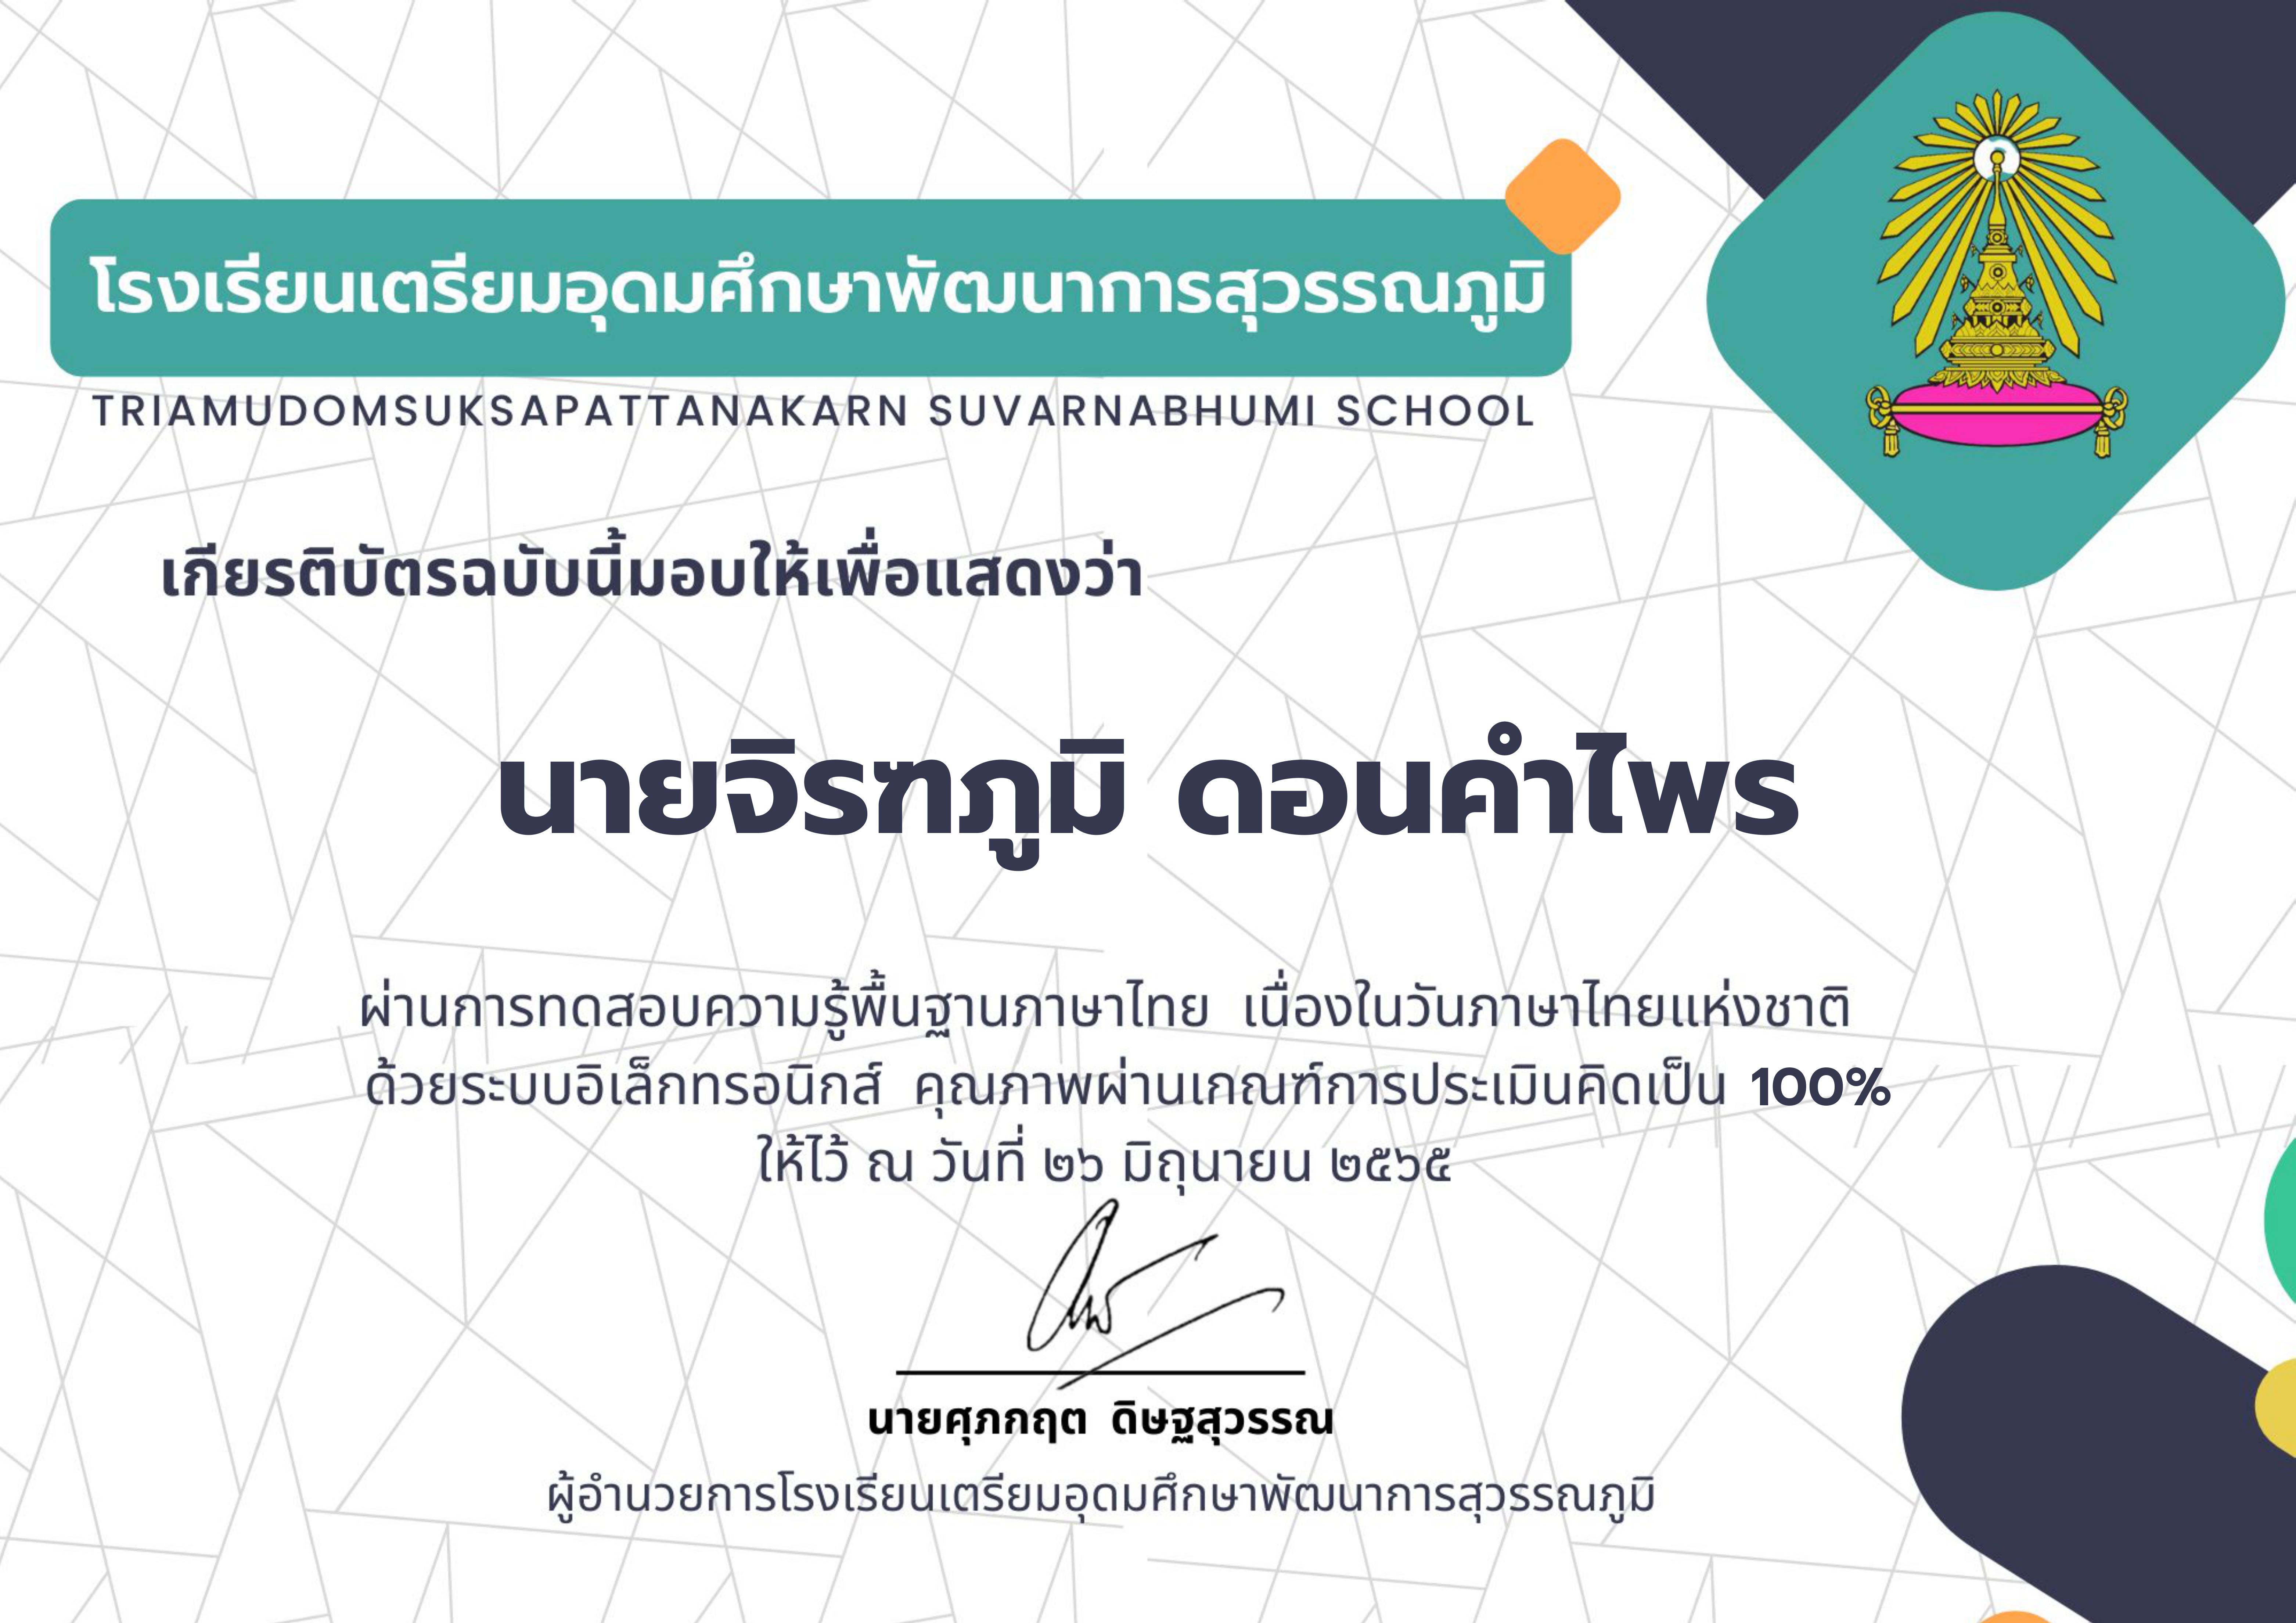 โรงเรียนเตรียมอุดมศึกษาพัฒนาการสุวรรณภูมิ
TRIAMUDOMSUKSAPATTANAKARN SUVARNABHUMI SCHOOL
เกียรติบัตรฉบับนี้มอบให้เพื่อแสดงว่า
นายจิรฑภูมิ ดอนคำไพร
ผ่านการทดสอบความรู้พื้นฐานภาษาไทย เนื่องในวันภาษาไทยแห่งชาติ
ด้วยระบบอิเล็กทรอนิกส์ คุณภาพผ่านเกณฑ์การประเมินคิดเป็น 100%
ให้ไว้ ณ วันที่ ๒๖ มิถุนายน ๒๕๖๕
นายศุภกฤต ดิษฐสุวรรณ
ผู้อำนวยการโรงเรียนเตรียมอุดมศึกษาพัฒนาการสุวรรณภูมิ